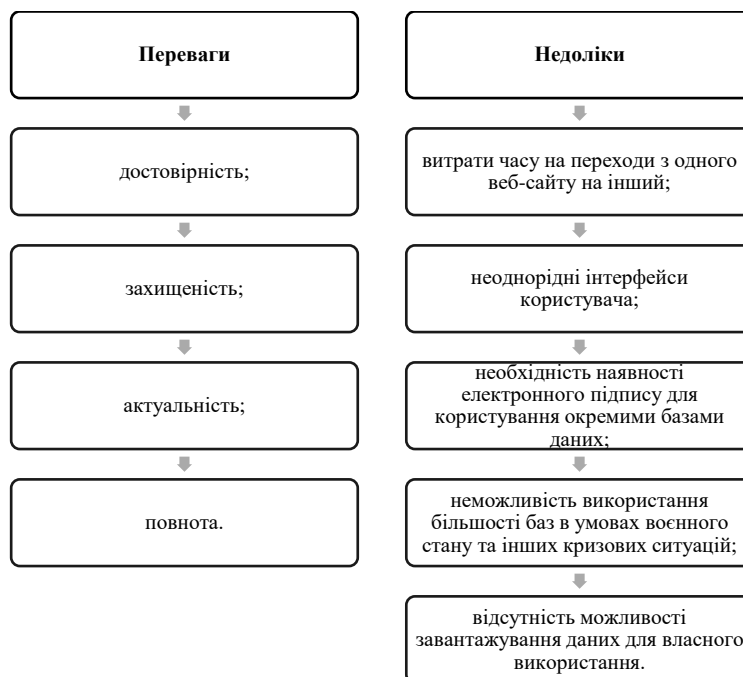 Переваги
достовірність;
захищеність;
актуальність;
повнота.
Недоліки
витрати часу на переходи з одного
веб-сайту на інший;
неоднорідні інтерфейси
користувача;
необхідність наявності
електронного підпису для
користування окремими базами
даних;
неможливість використання
більшості баз в умовах воєнного
стану та інших кризових ситуацій;
відсутність можливості
завантажування даних для власного
використання.